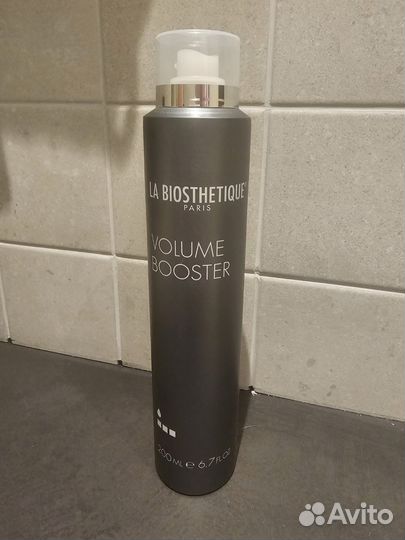 LA BIOSTHETIQUE
PARIS
VOLUME
BOOSTER
200 ML e 6.7 FL.OZ
Avito